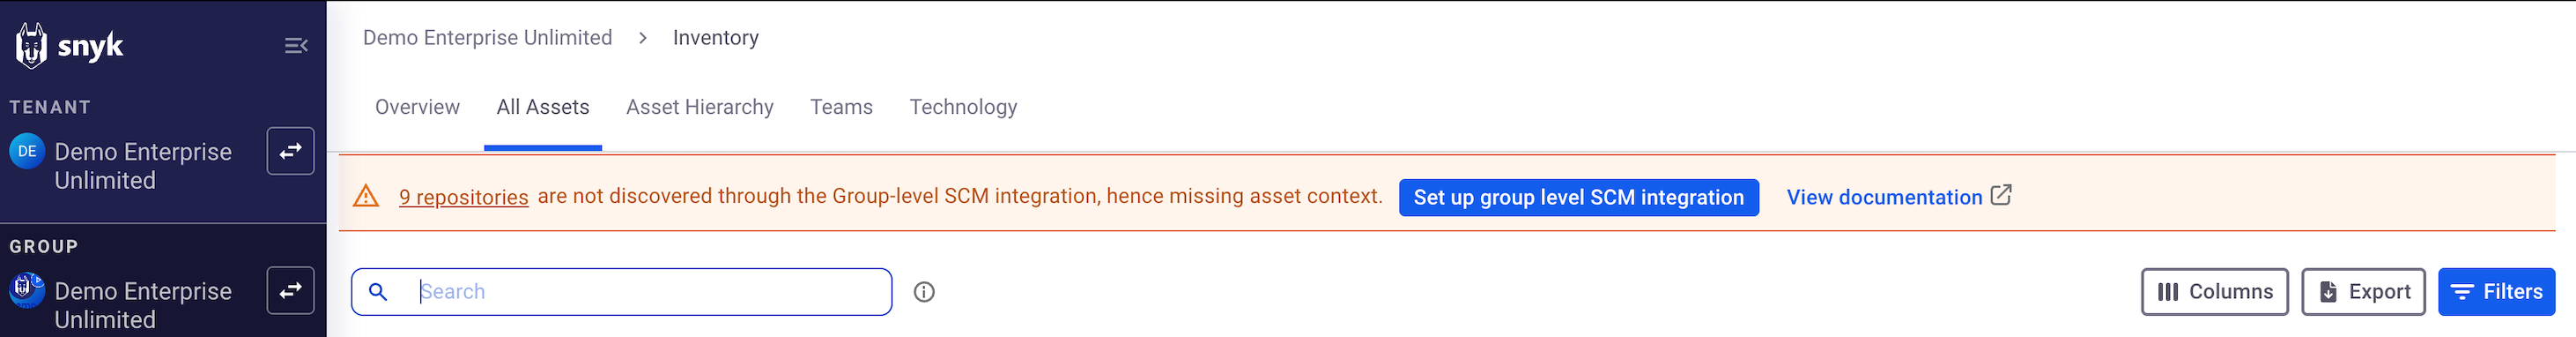 snyk
TENANT
DE
Demo Enterprise
Unlimited
GROUP
Demo Enterprise
Unlimited
Demo Enterprise Unlimited > Inventory
Overview All Assets Asset Hierarchy Teams Technology
9 repositories are not discovered through the Group-level SCM integration, hence missing asset context. Set up group level SCM integration View documentation
Search Columns Export Filters